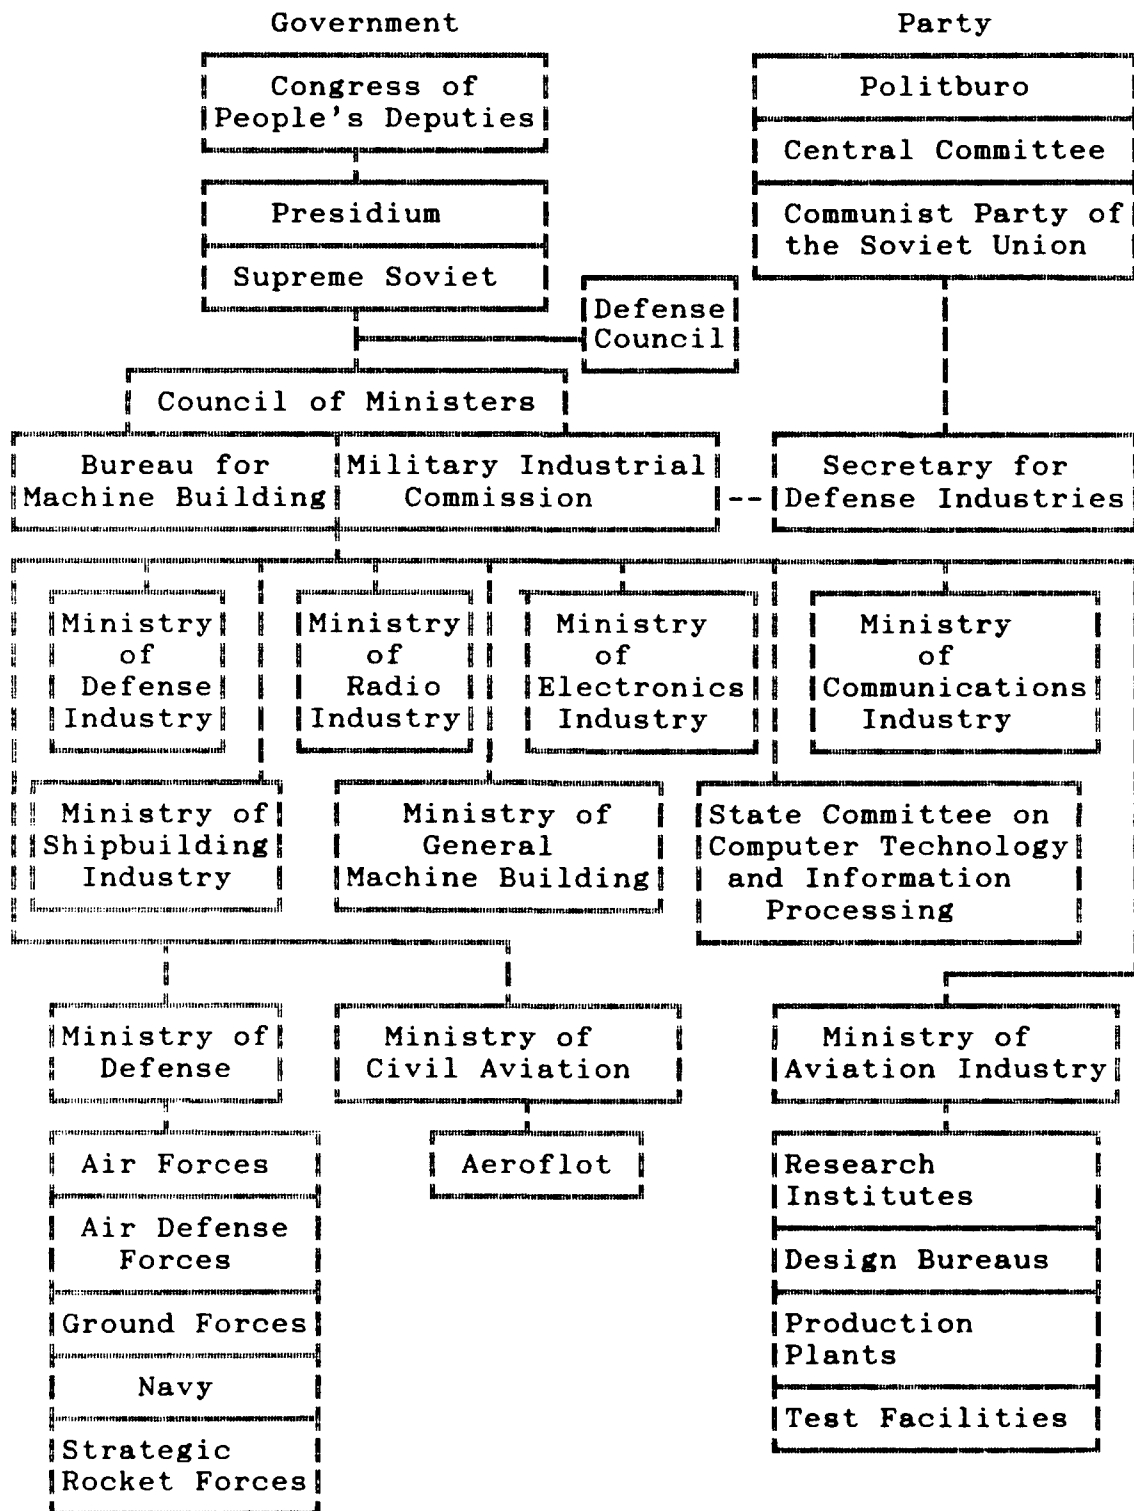 Government
Party
Congress of
People's Deputies
Politburo
Central Committee
Presidium
Supreme Soviet
Communist Party of
the Soviet Union
Defense
Council
Council of Ministers
Bureau for
Machine Building
Military Industrial
Commission
--
Secretary for
Defense Industries
Ministry
of
Defense
Industry
Ministry
of
Radio
Industry
Ministry
of
Electronics
Industry
Ministry
of
Communications
Industry
Ministry of
Shipbuilding
Industry
Ministry of
General
Machine Building
State Committee on
Computer Technology
and Information
Processing
Ministry of
Defense
Ministry of
Civil Aviation
Ministry of
Aviation Industry
Air Forces
Air Defense
Forces
Ground Forces
Navy
Strategic
Rocket Forces
Aeroflot
Research
Institutes
Design Bureaus
Production
Plants
Test Facilities